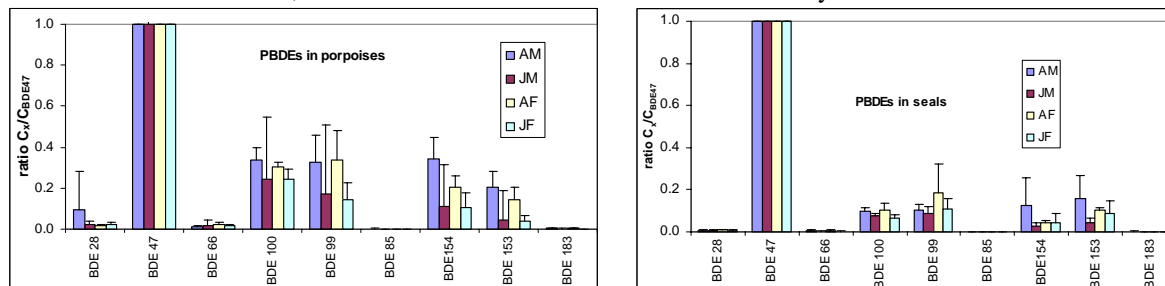 PBDEs in porpoises
ratio Cx/CBDE47
1.0
0.8
0.6
0.4
0.2
0.0
AM
JM
AF
JF
BDE 28
BDE 47
BDE 66
BDE 100
BDE 99
BDE 85
BDE154
BDE 153
BDE 183
PBDEs in seals
ratio Cx/CBDE47
1.0
0.8
0.6
0.4
0.2
0.0
AM
JM
AF
JF
BDE 28
BDE 47
BDE 66
BDE 100
BDE 99
BDE 85
BDE154
BDE 153
BDE 183